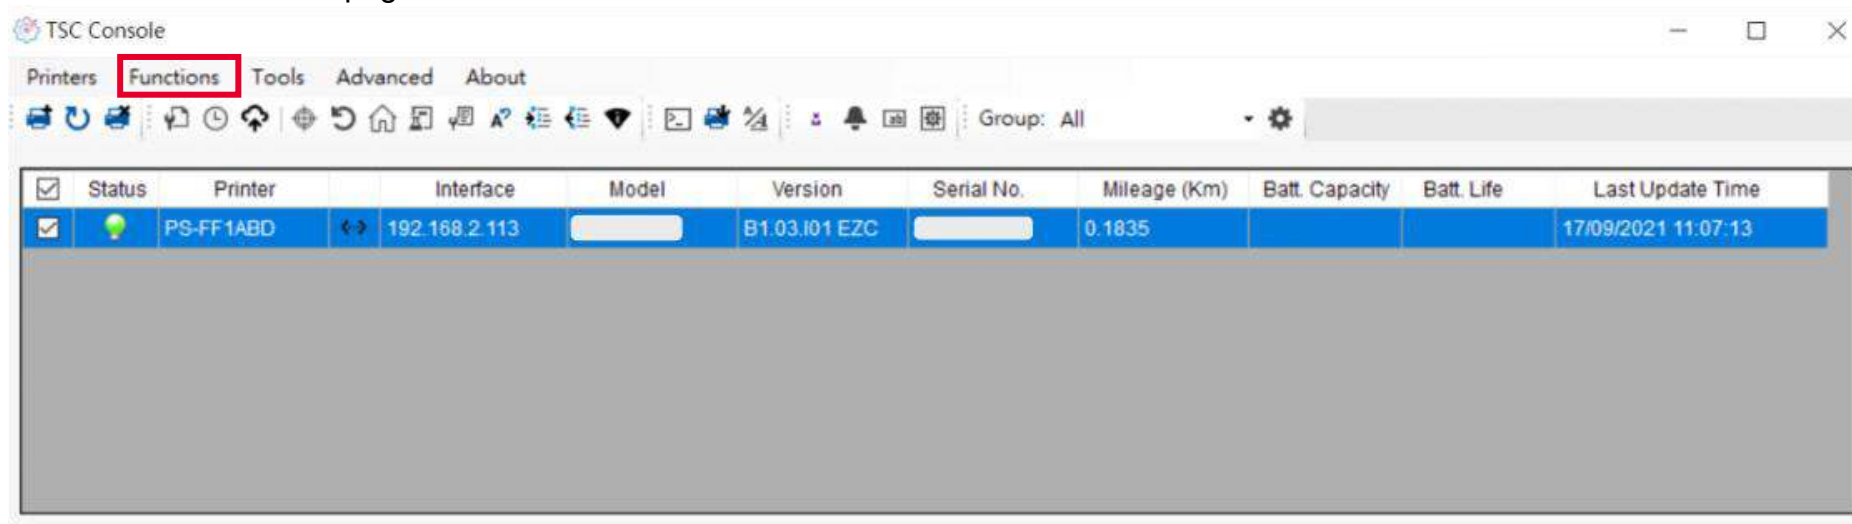 TSC Console
Printers Functions Tools Advanced About
Group: All
Status Printer Interface Model Version Serial No. Mileage (Km) Batt. Capacity Batt. Life Last Update Time
PS-FF1ABD 192.168.2.113 B1.03.I01 EZC 0.1835 17/09/2021 11:07:13